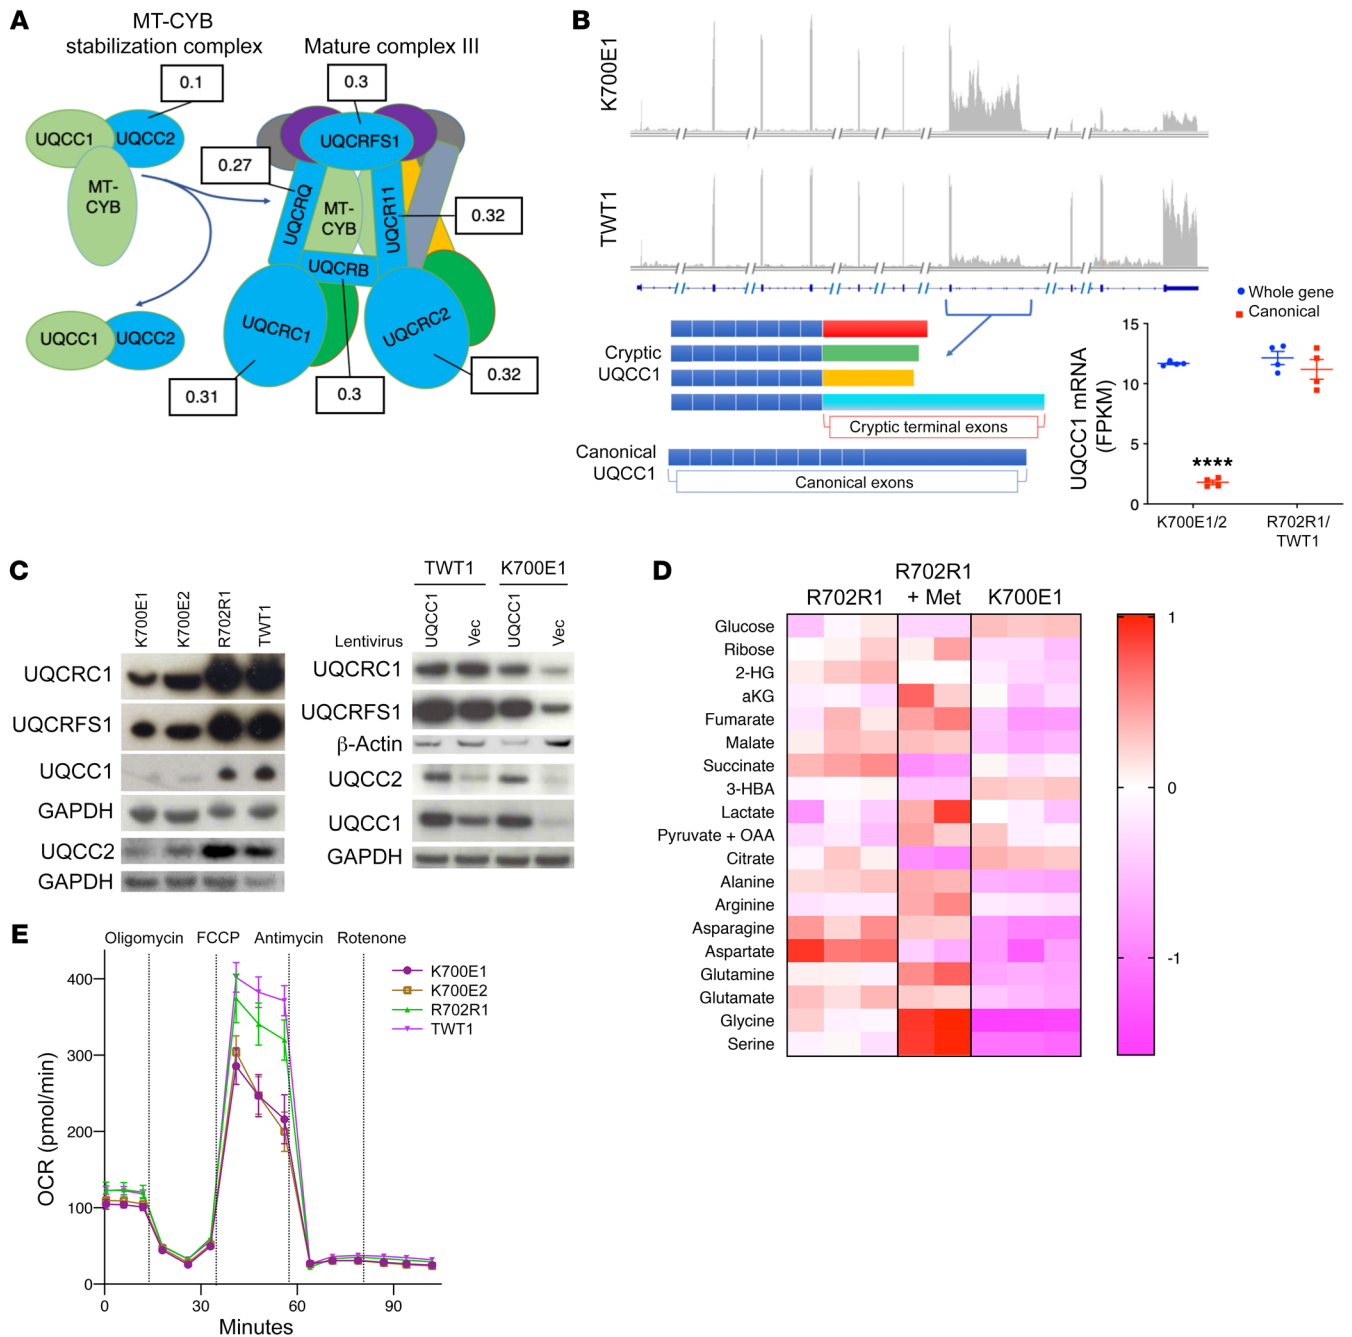 A
MT-CYB
stabilization complex
Mature complex III
0.1
0.3
UQCC1
UQCC2
UQCRFS1
0.27
MT-
CYB
UQCRQ
MT-
CYB
UQCR11
0.32
UQCRB
UQCC1
UQCC2
UQCRC1
UQCRC2
0.31
0.3
0.32
B
K700E1
TWT1
Cryptic
UQCC1
Cryptic terminal exons
Canonical
UQCC1
Canonical exons
Whole gene
Canonical
UQCC1 mRNA
(FPKM)
15
10
5
0
****
K700E1/2
R702R1/
TWT1
C
K700E1
K700E2
R702R1
TWT1
UQCRC1
UQCRFS1
UQCC1
GAPDH
UQCC2
GAPDH
TWT1
K700E1
Lentivirus
UQCC1
Vec
UQCC1
Vec
UQCRC1
UQCRFS1
β-Actin
UQCC2
UQCC1
GAPDH
D
R702R1
R702R1
+ Met
K700E1
Glucose
Ribose
2-HG
aKG
Fumarate
Malate
Succinate
3-HBA
Lactate
Pyruvate + OAA
Citrate
Alanine
Arginine
Asparagine
Aspartate
Glutamine
Glutamate
Glycine
Serine
1
0
-1
E
Oligomycin
FCCP
Antimycin
Rotenone
K700E1
K700E2
R702R1
TWT1
OCR (pmol/min)
400
300
200
100
0
0
30
60
90
Minutes